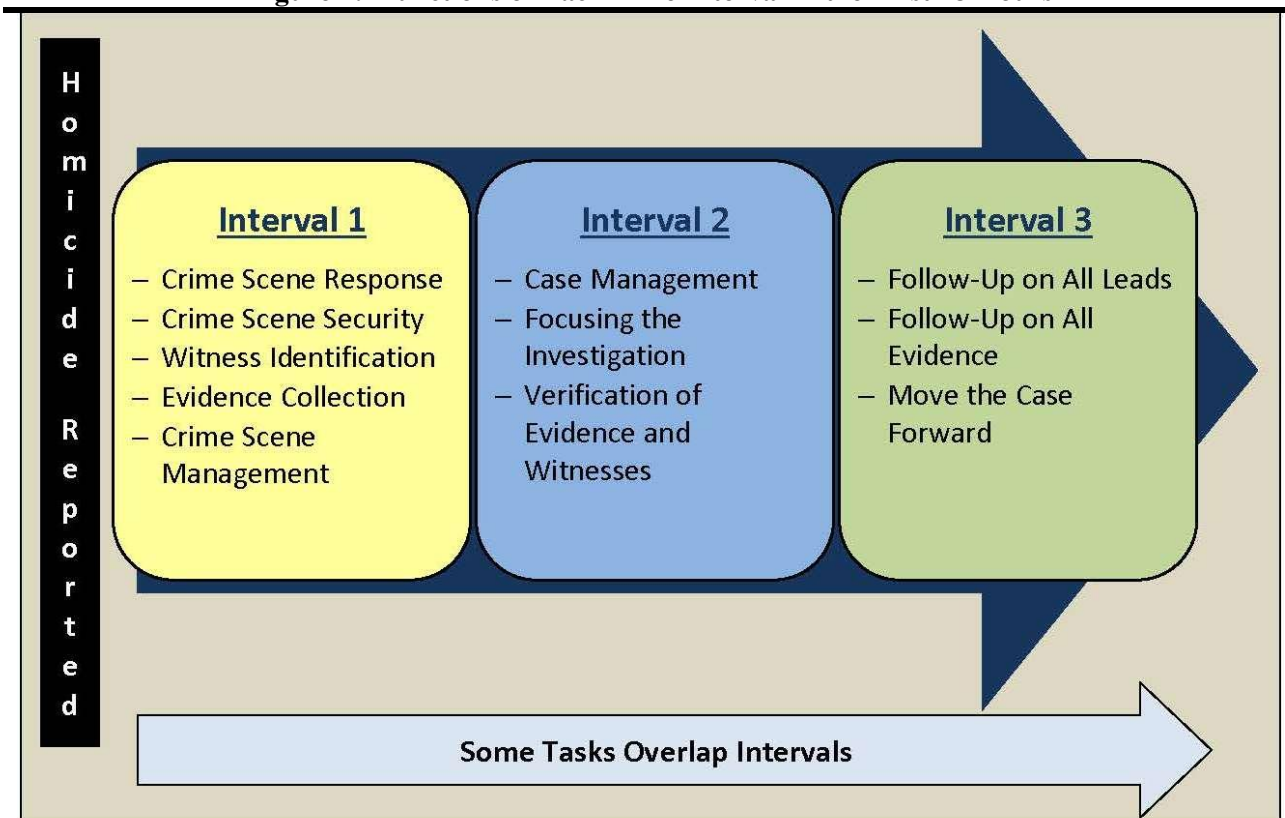 Homicide Reported
Interval 1
– Crime Scene Response
– Crime Scene Security
– Witness Identification
– Evidence Collection
– Crime Scene
Management
Interval 2
– Case Management
– Focusing the
Investigation
– Verification of
Evidence and
Witnesses
Interval 3
– Follow-Up on All Leads
– Follow-Up on All
Evidence
– Move the Case
Forward
Some Tasks Overlap Intervals